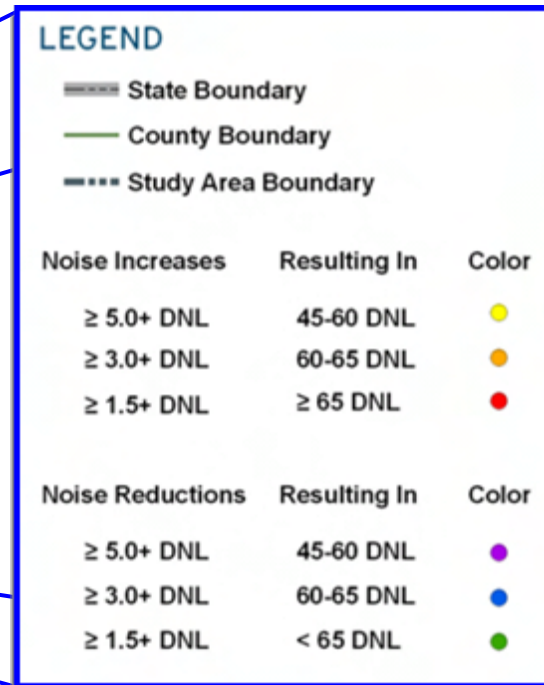 LEGEND
State Boundary
County Boundary
Study Area Boundary
Noise Increases Resulting In Color
≥ 5.0+ DNL 45-60 DNL
≥ 3.0+ DNL 60-65 DNL
≥ 1.5+ DNL ≥ 65 DNL
Noise Reductions Resulting In Color
≥ 5.0+ DNL 45-60 DNL
≥ 3.0+ DNL 60-65 DNL
≥ 1.5+ DNL < 65 DNL